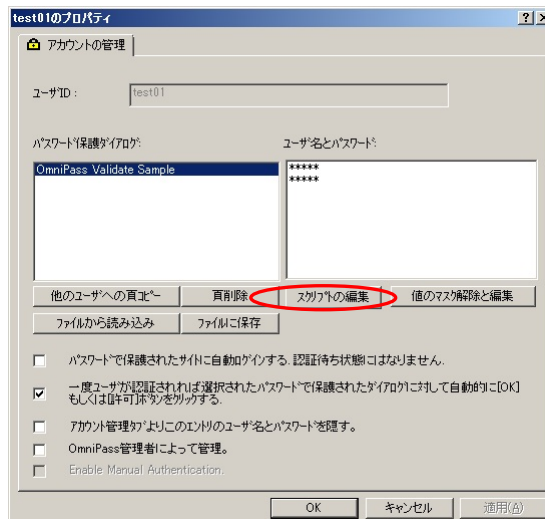 test01のプロパティ
アカウントの管理
ユーザID：
test01
パスワード保護ダイアログ:
ユーザ名とパスワード:
OmniPass Validate Sample
*****
*****
他のユーザへの頁コピー
頁削除
スクリプトの編集
値のマスク解除と編集
ファイルから読み込み
ファイルに保存
パスワードで保護されたサイトに自動ログインする. 認証待ち状態にはなりません.
一度ユーザが認証されれば選択されたパスワードで保護されたダイアログに対して自動的に[OK]
もしくは[許可]ボタンをクリックする.
アカウント管理タブよりこのエントリのユーザ名とパスワードを隠す。
OmniPass管理者によって管理。
Enable Manual Authentication.
OK
キャンセル
適用(A)